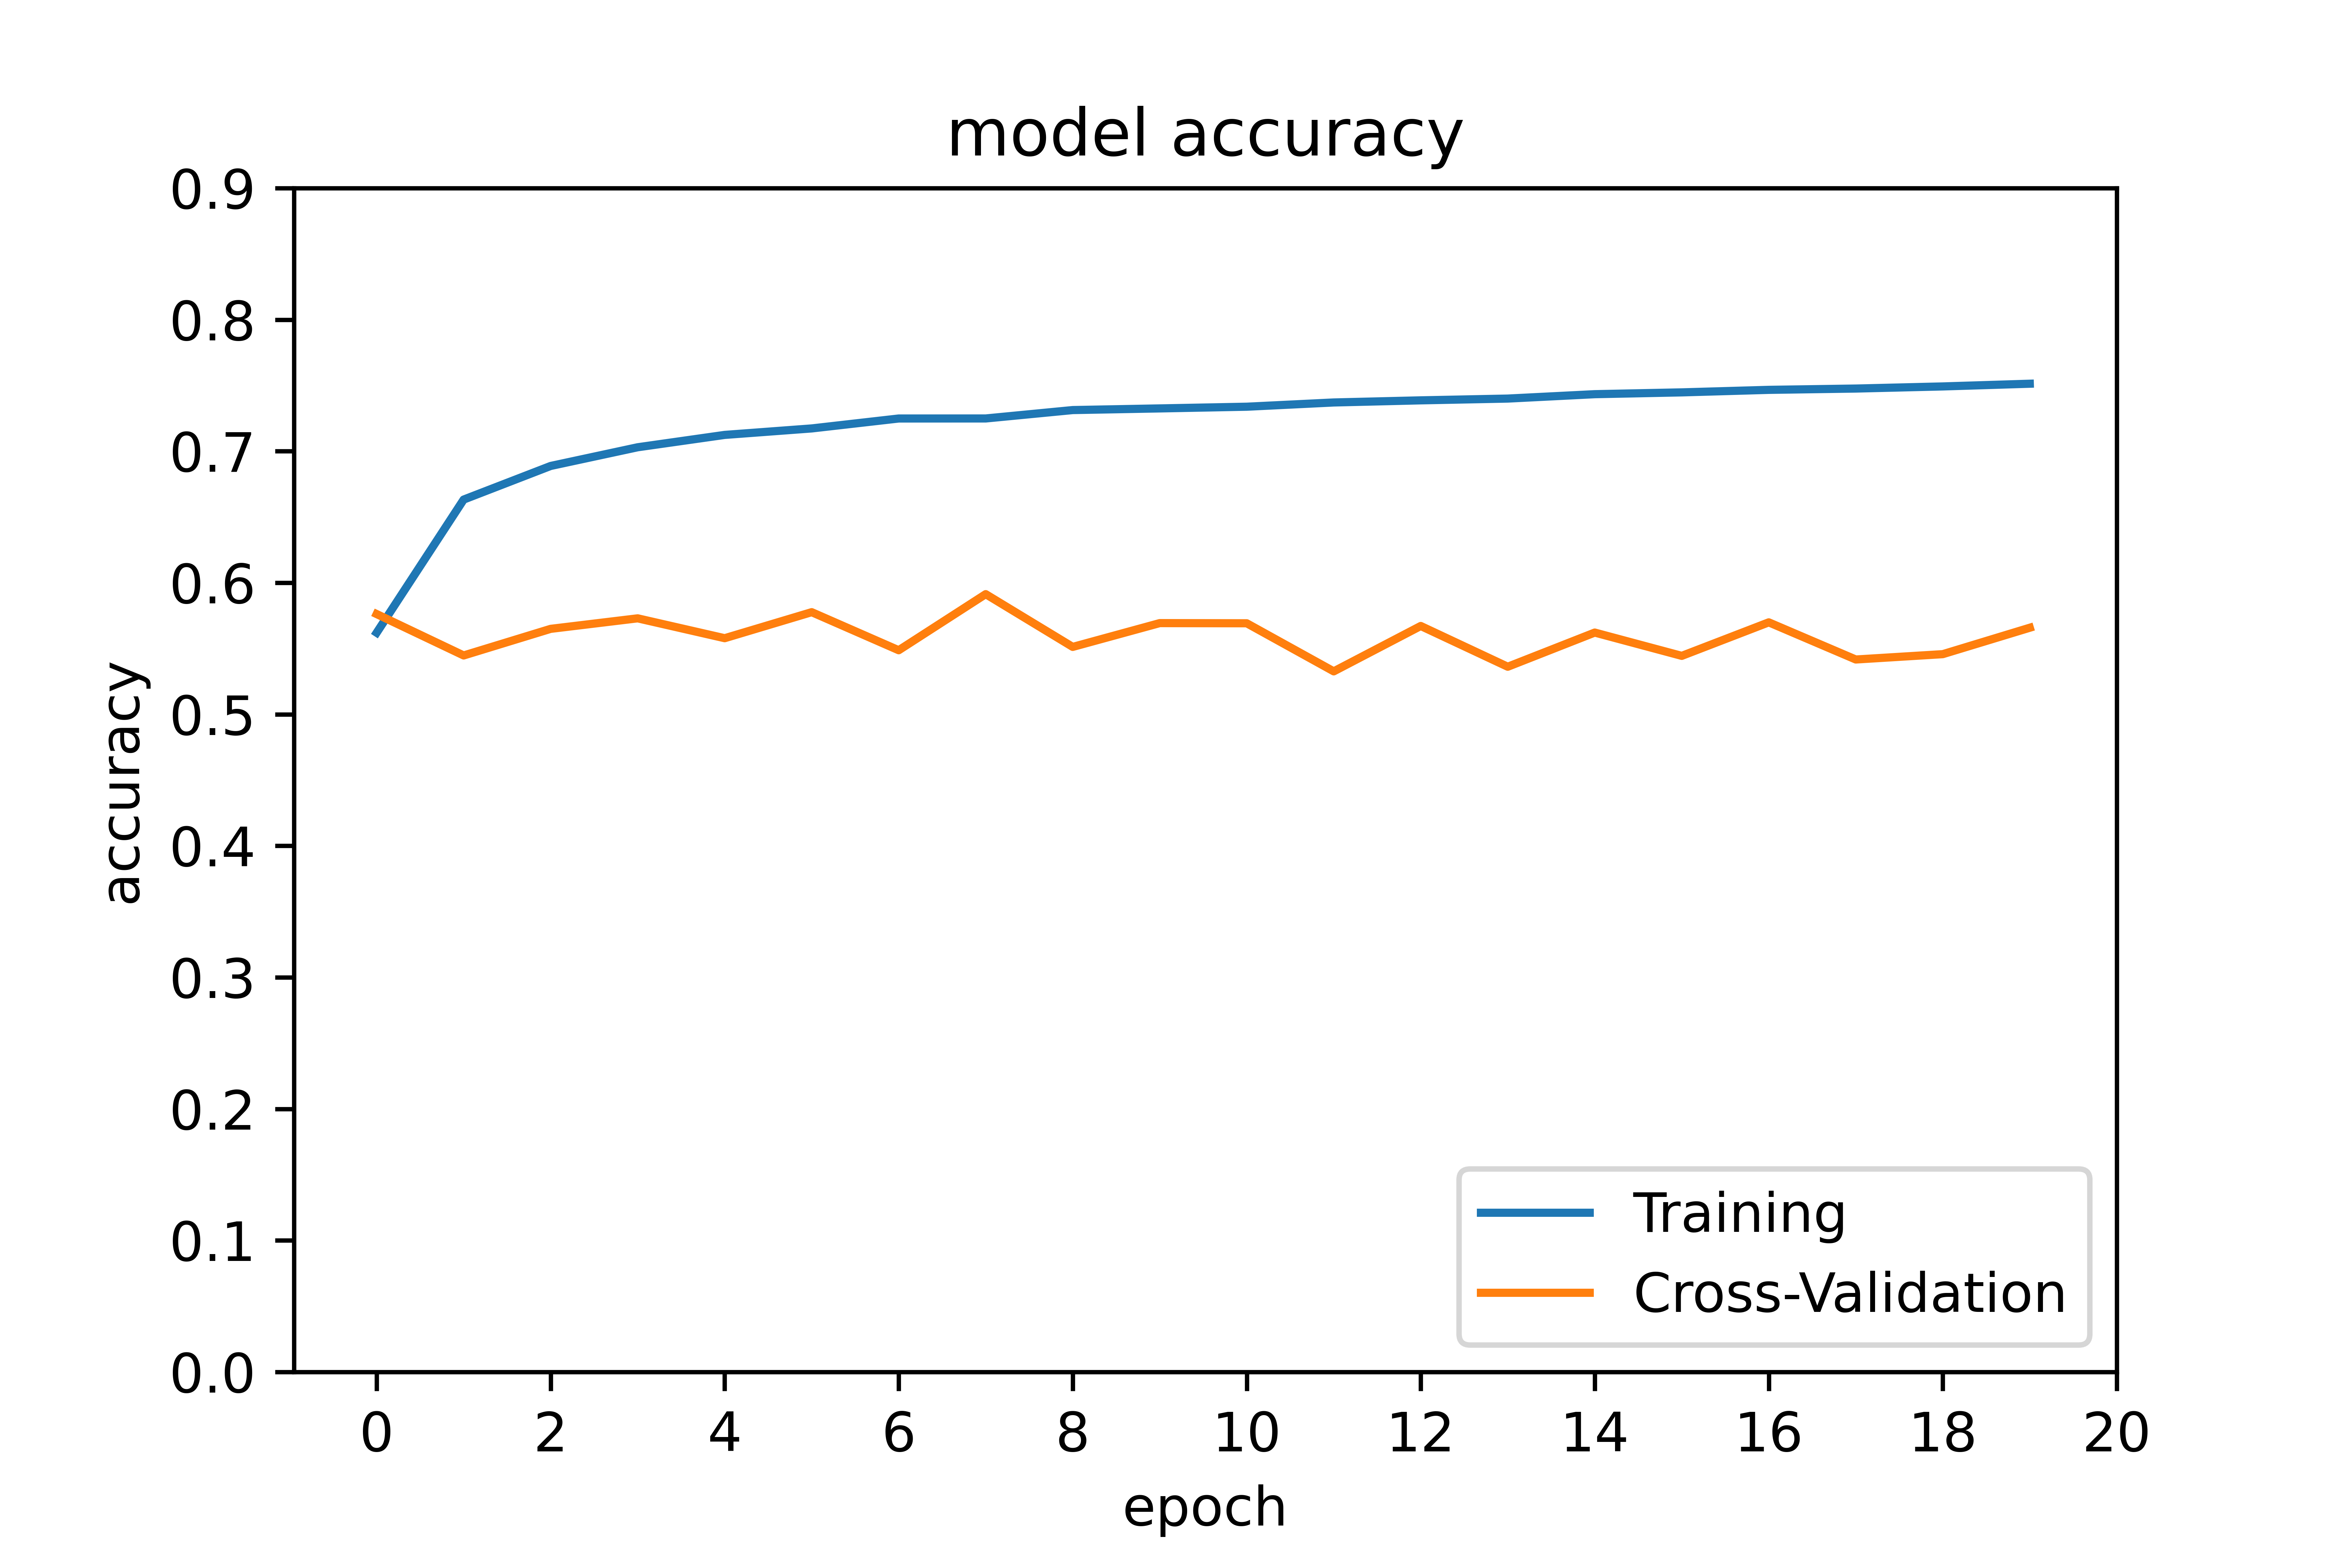 model accuracy
0.9
0.8
0.7
0.6
0.5
0.4
0.3
0.2
0.1
0.0
accuracy
Training
Cross-Validation
0 2 4 6 8 10 12 14 16 18 20
epoch